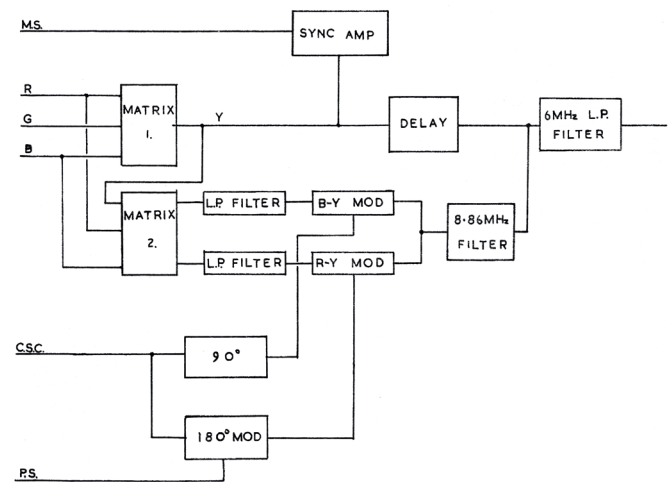 M.S.
SYNC AMP
R
MATRIX
1.
Y
G
DELAY
6MHz L.P.
FILTER
B
MATRIX
2.
L.P FILTER
B-Y MOD
8·86MHz
FILTER
L.P. FILTER
R-Y MOD
C.S.C.
90°
180° MOD
P.S.